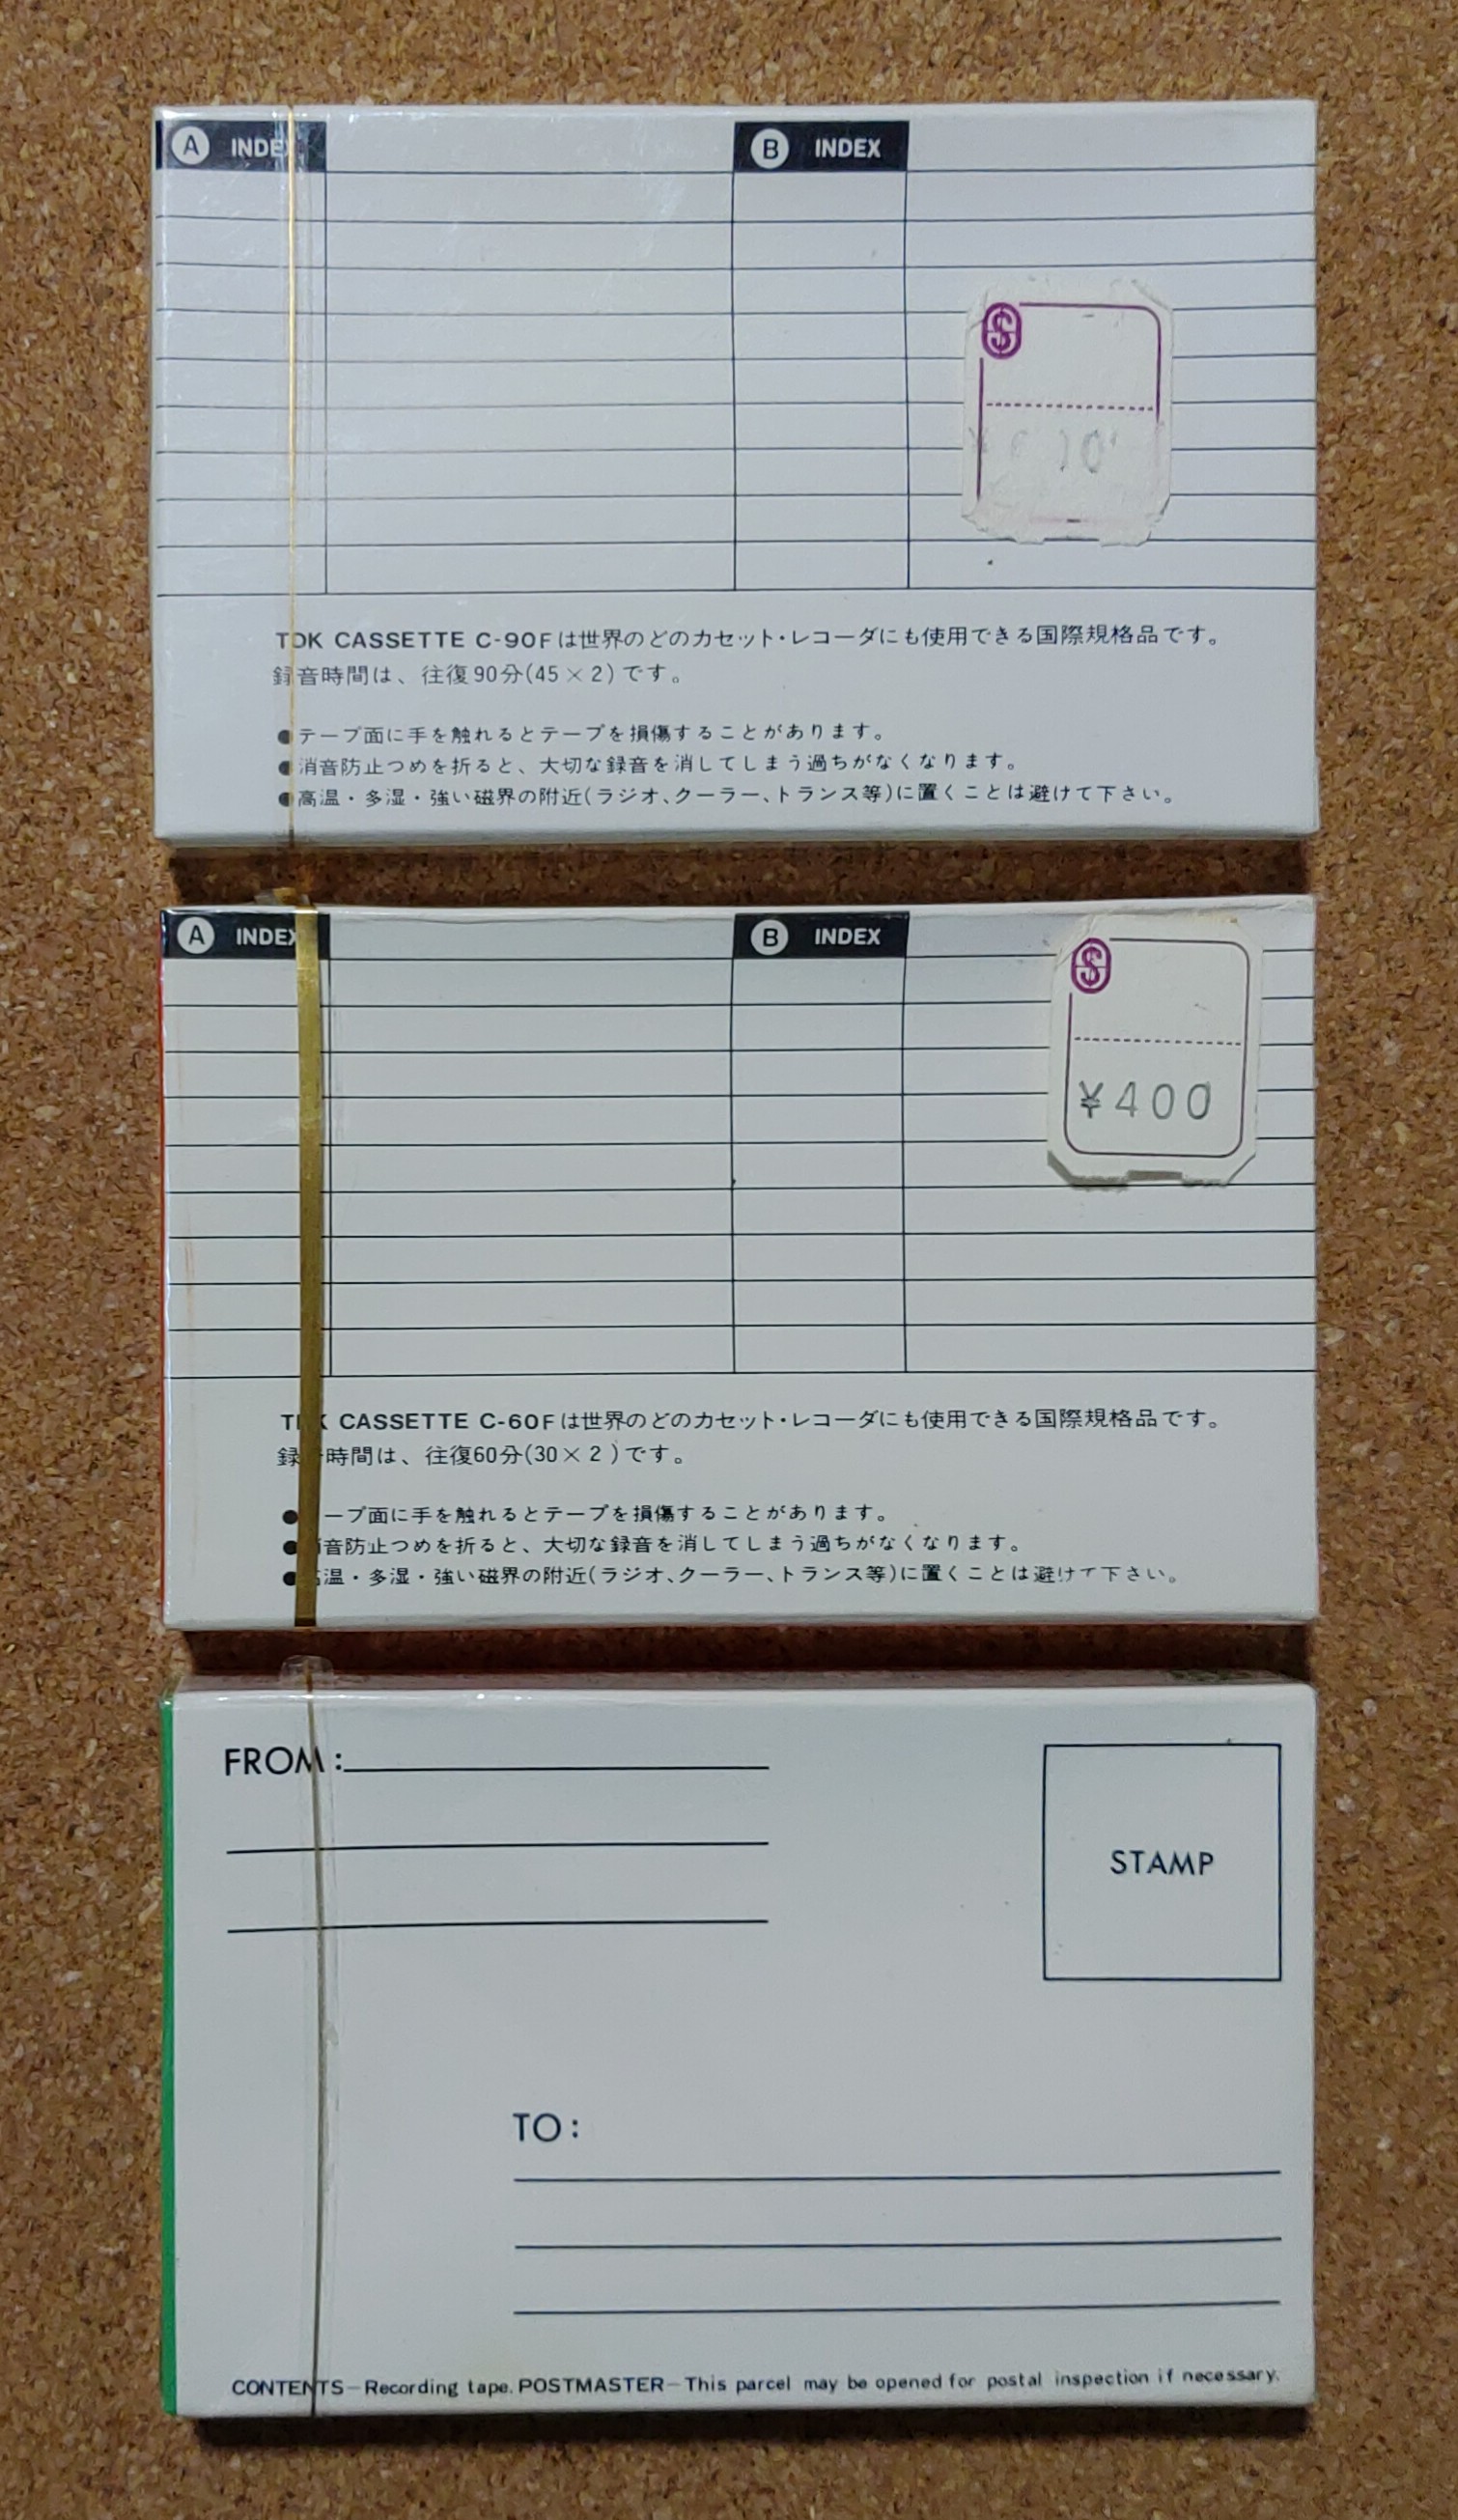 A INDEX
B INDEX
TDK CASSETTE C-90Fは世界のどのカセット・レコーダにも使用できる国際規格品です。
録音時間は、往復90分(45×2)です。
●テープ面に手を触れるとテープを損傷することがあります。
●消音防止つめを折ると、大切な録音を消してしまう過ちがなくなります。
●高温・多湿・強い磁界の附近(ラジオ、クーラー、トランス等)に置くことは避けて下さい。
A INDEX
B INDEX
¥400
TDK CASSETTE C-60Fは世界のどのカセット・レコーダにも使用できる国際規格品です。
録音時間は、往復60分(30×2)です。
●テープ面に手を触れるとテープを損傷することがあります。
●消音防止つめを折ると、大切な録音を消してしまう過ちがなくなります。
●高温・多湿・強い磁界の附近(ラジオ、クーラー、トランス等)に置くことは避けて下さい。
FROM:
STAMP
TO:
CONTENTS—Recording tape. POSTMASTER—This parcel may be opened for postal inspection if necessary.